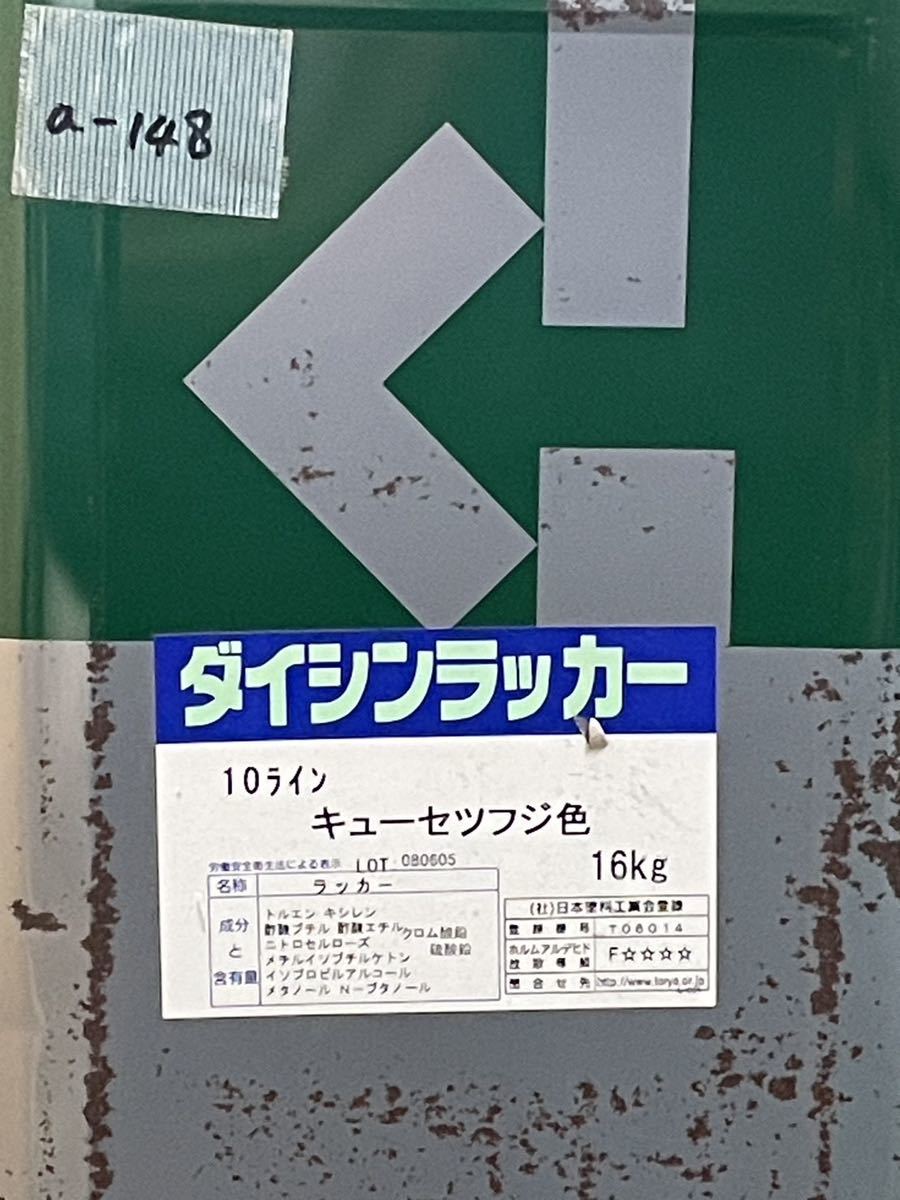 a-148
ダイシンラッカー
10ライン
キューセツフジ色
16kg
労働安全衛生法による表示 LOT 080605
名称 ラッカー
成分と含有量
トルエン キシレン
酢酸ブチル 酢酸エチル クロム酸鉛
ニトロセルローズ 硫酸鉛
メチルイソブチルケトン
イソプロピルアルコール
メタノール N-ブタノール
(社)日本塗料工業会登録
登録番号 T06014
ホルムアルデヒド放散等級 F☆☆☆☆
問合せ先 http://www.toryo.or.jp